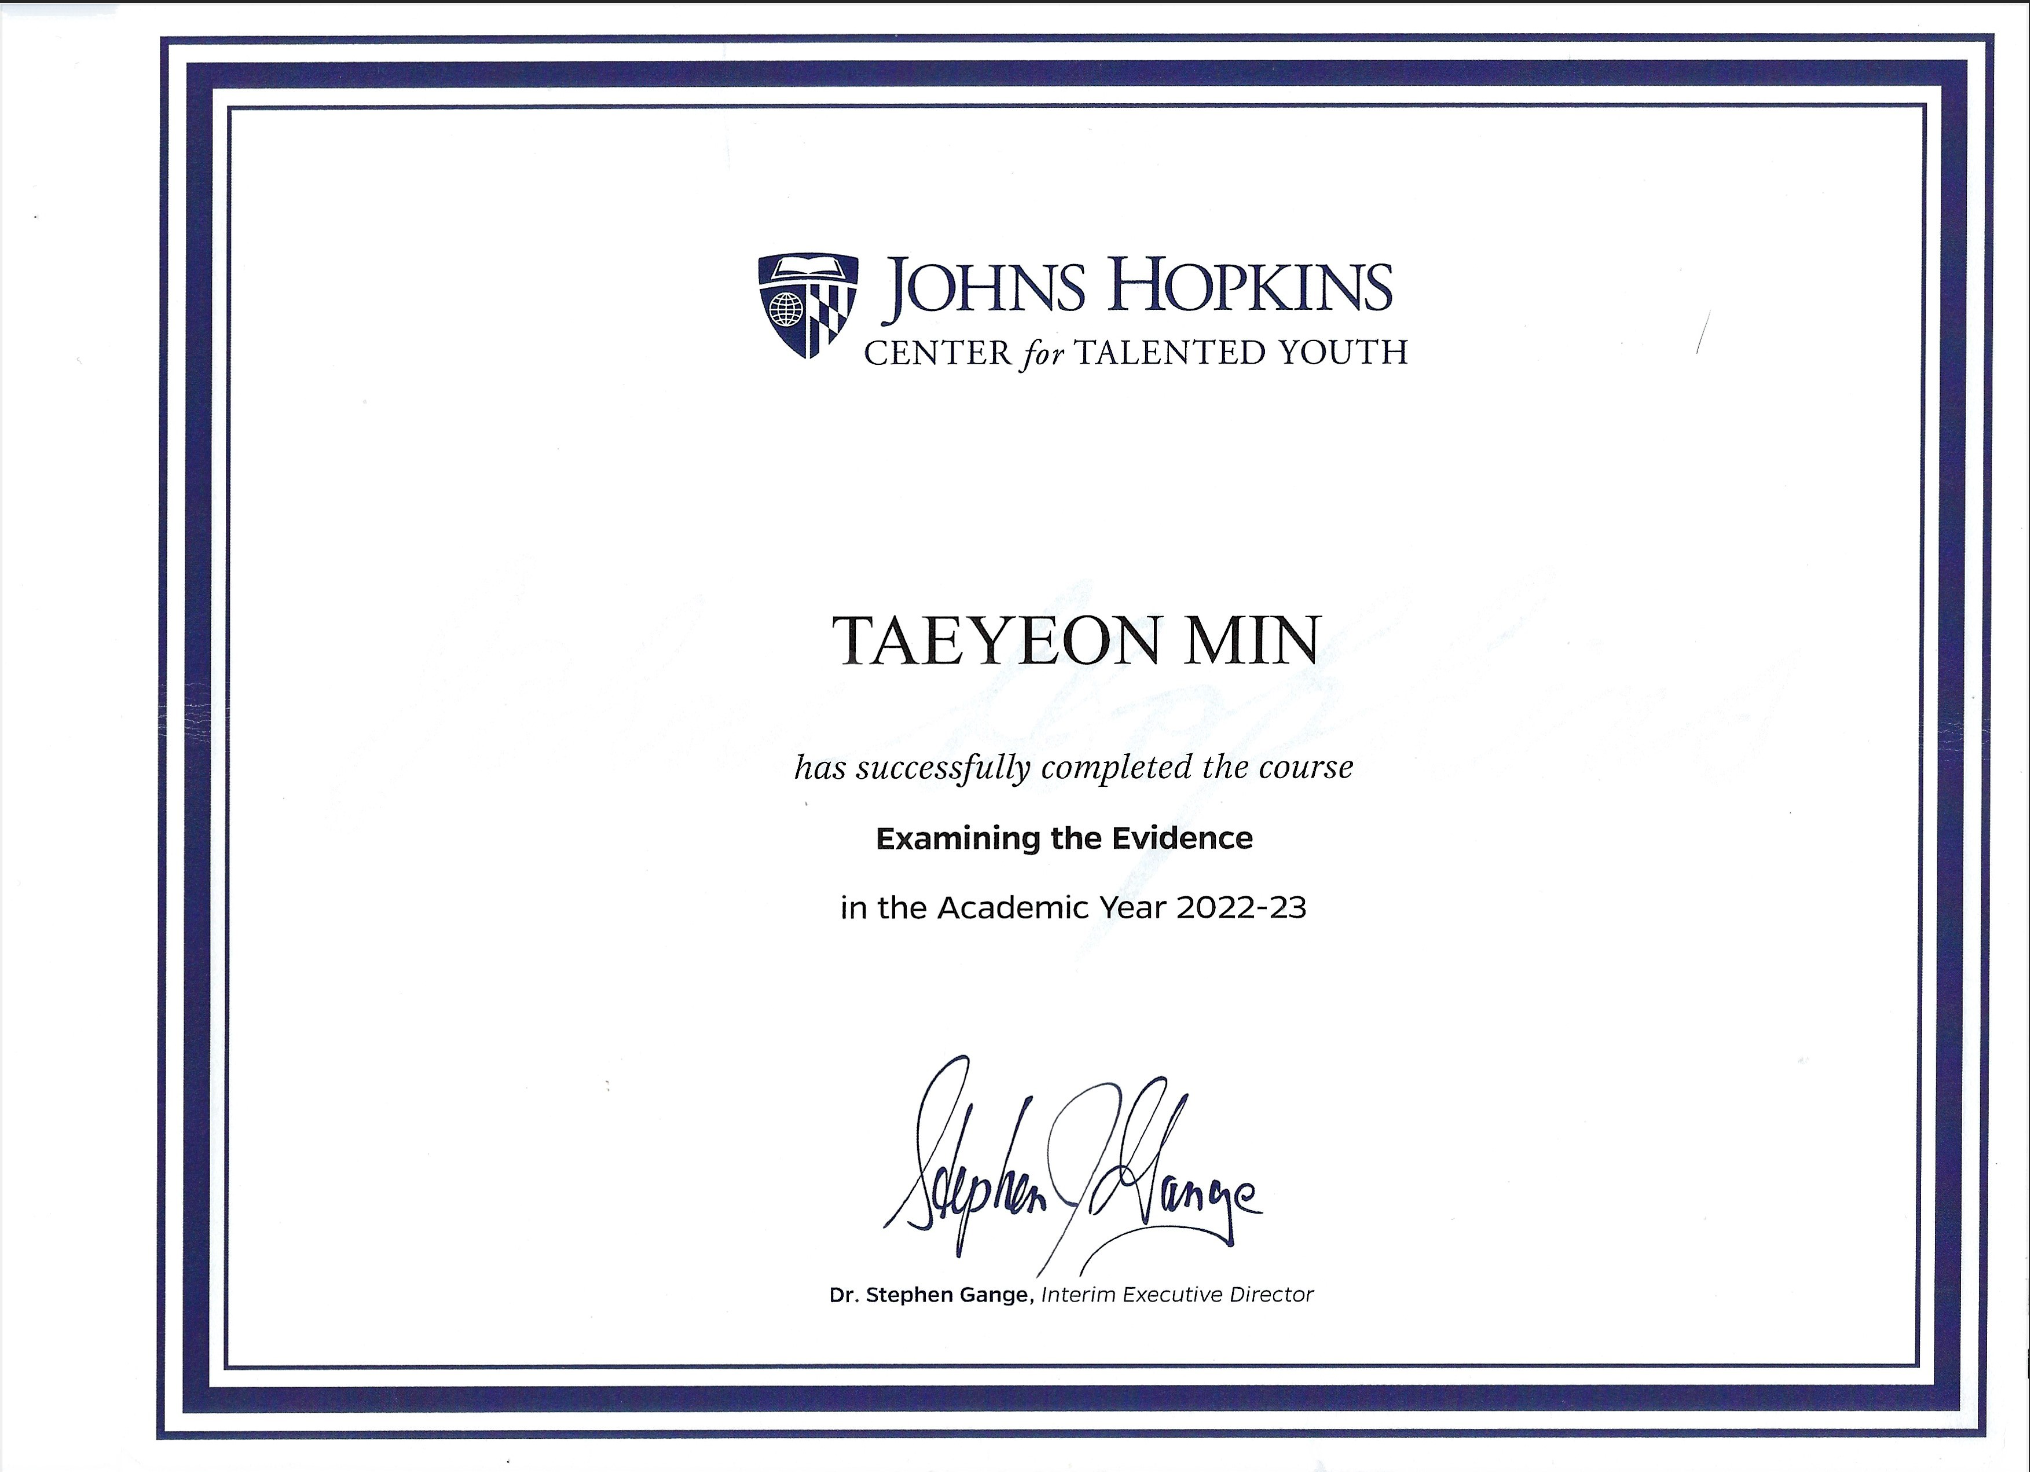 JOHNS HOPKINS
CENTER for TALENTED YOUTH
TAEYEON MIN
has successfully completed the course
Examining the Evidence
in the Academic Year 2022-23
Stephen J Gange
Dr. Stephen Gange, Interim Executive Director